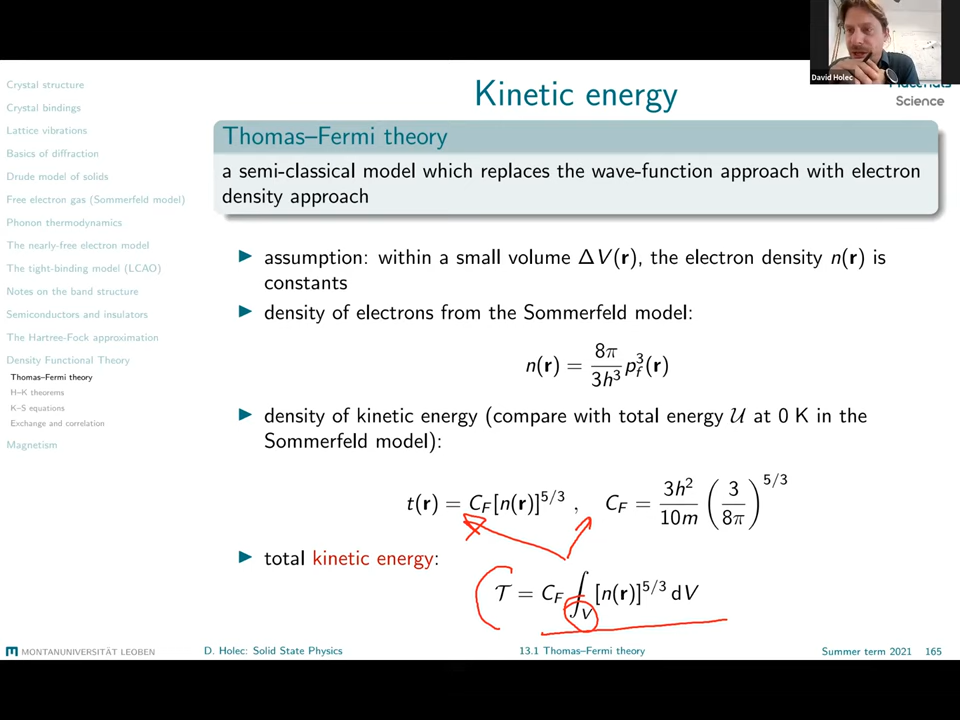 David Holec
Science
Kinetic energy
Crystal structure
Crystal bindings
Lattice vibrations
Basics of diffraction
Drude model of solids
Free electron gas (Sommerfeld model)
Phonon thermodynamics
The nearly-free electron model
The tight-binding model (LCAO)
Notes on the band structure
Semiconductors and insulators
The Hartree-Fock approximation
Density Functional Theory
Thomas–Fermi theory
H–K theorems
K–S equations
Exchange and correlation
Magnetism
Thomas–Fermi theory
a semi-classical model which replaces the wave-function approach with electron
density approach
▶ assumption: within a small volume ΔV(r), the electron density n(r) is
constants
▶ density of electrons from the Sommerfeld model:
n(r) = 8π/3h³ p_f³(r)
▶ density of kinetic energy (compare with total energy U at 0 K in the
Sommerfeld model):
t(r) = C_F[n(r)]^5/3 , C_F = 3h²/10m (3/8π)^5/3
▶ total kinetic energy:
T = C_F ∫_V [n(r)]^5/3 dV
MONTANUNIVERSITÄT LEOBEN
D. Holec: Solid State Physics
13.1 Thomas–Fermi theory
Summer term 2021 165